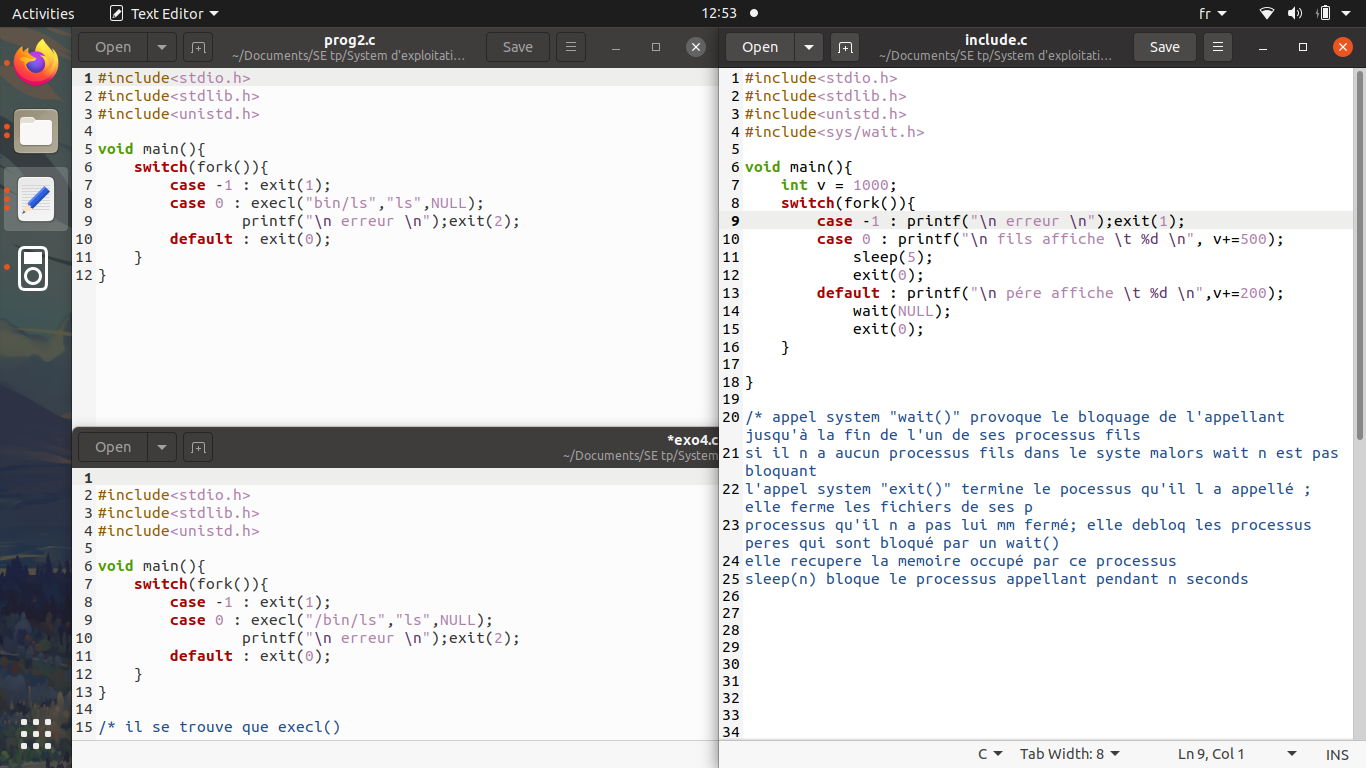 Activities Text Editor 12:53 fr
Open prog2.c Save
~/Documents/SE tp/System d'exploitati…
1 #include<stdio.h>
2 #include<stdlib.h>
3 #include<unistd.h>
4
5 void main(){
6 switch(fork()){
7 case -1 : exit(1);
8 case 0 : execl("bin/ls","ls",NULL);
9 printf("\n erreur \n");exit(2);
10 default : exit(0);
11 }
12 }
Open *exo4.c
~/Documents/SE tp/System
1
2 #include<stdio.h>
3 #include<stdlib.h>
4 #include<unistd.h>
5
6 void main(){
7 switch(fork()){
8 case -1 : exit(1);
9 case 0 : execl("/bin/ls","ls",NULL);
10 printf("\n erreur \n");exit(2);
11 default : exit(0);
12 }
13 }
14
15 /* il se trouve que execl()
Open include.c Save
~/Documents/SE tp/System d'exploitati…
1 #include<stdio.h>
2 #include<stdlib.h>
3 #include<unistd.h>
4 #include<sys/wait.h>
5
6 void main(){
7 int v = 1000;
8 switch(fork()){
9 case -1 : printf("\n erreur \n");exit(1);
10 case 0 : printf("\n fils affiche \t %d \n", v+=500);
11 sleep(5);
12 exit(0);
13 default : printf("\n pére affiche \t %d \n",v+=200);
14 wait(NULL);
15 exit(0);
16 }
17
18 }
19
20 /* appel system "wait()" provoque le bloquage de l'appellant
jusqu'à la fin de l'un de ses processus fils
21 si il n a aucun processus fils dans le syste malors wait n est pas
bloquant
22 l'appel system "exit()" termine le pocessus qu'il l a appellé ;
elle ferme les fichiers de ses p
23 processus qu'il n a pas lui mm fermé; elle debloq les processus
peres qui sont bloqué par un wait()
24 elle recupere la memoire occupé par ce processus
25 sleep(n) bloque le processus appellant pendant n seconds
26
27
28
29
30
31
32
33
34
C Tab Width: 8 Ln 9, Col 1 INS